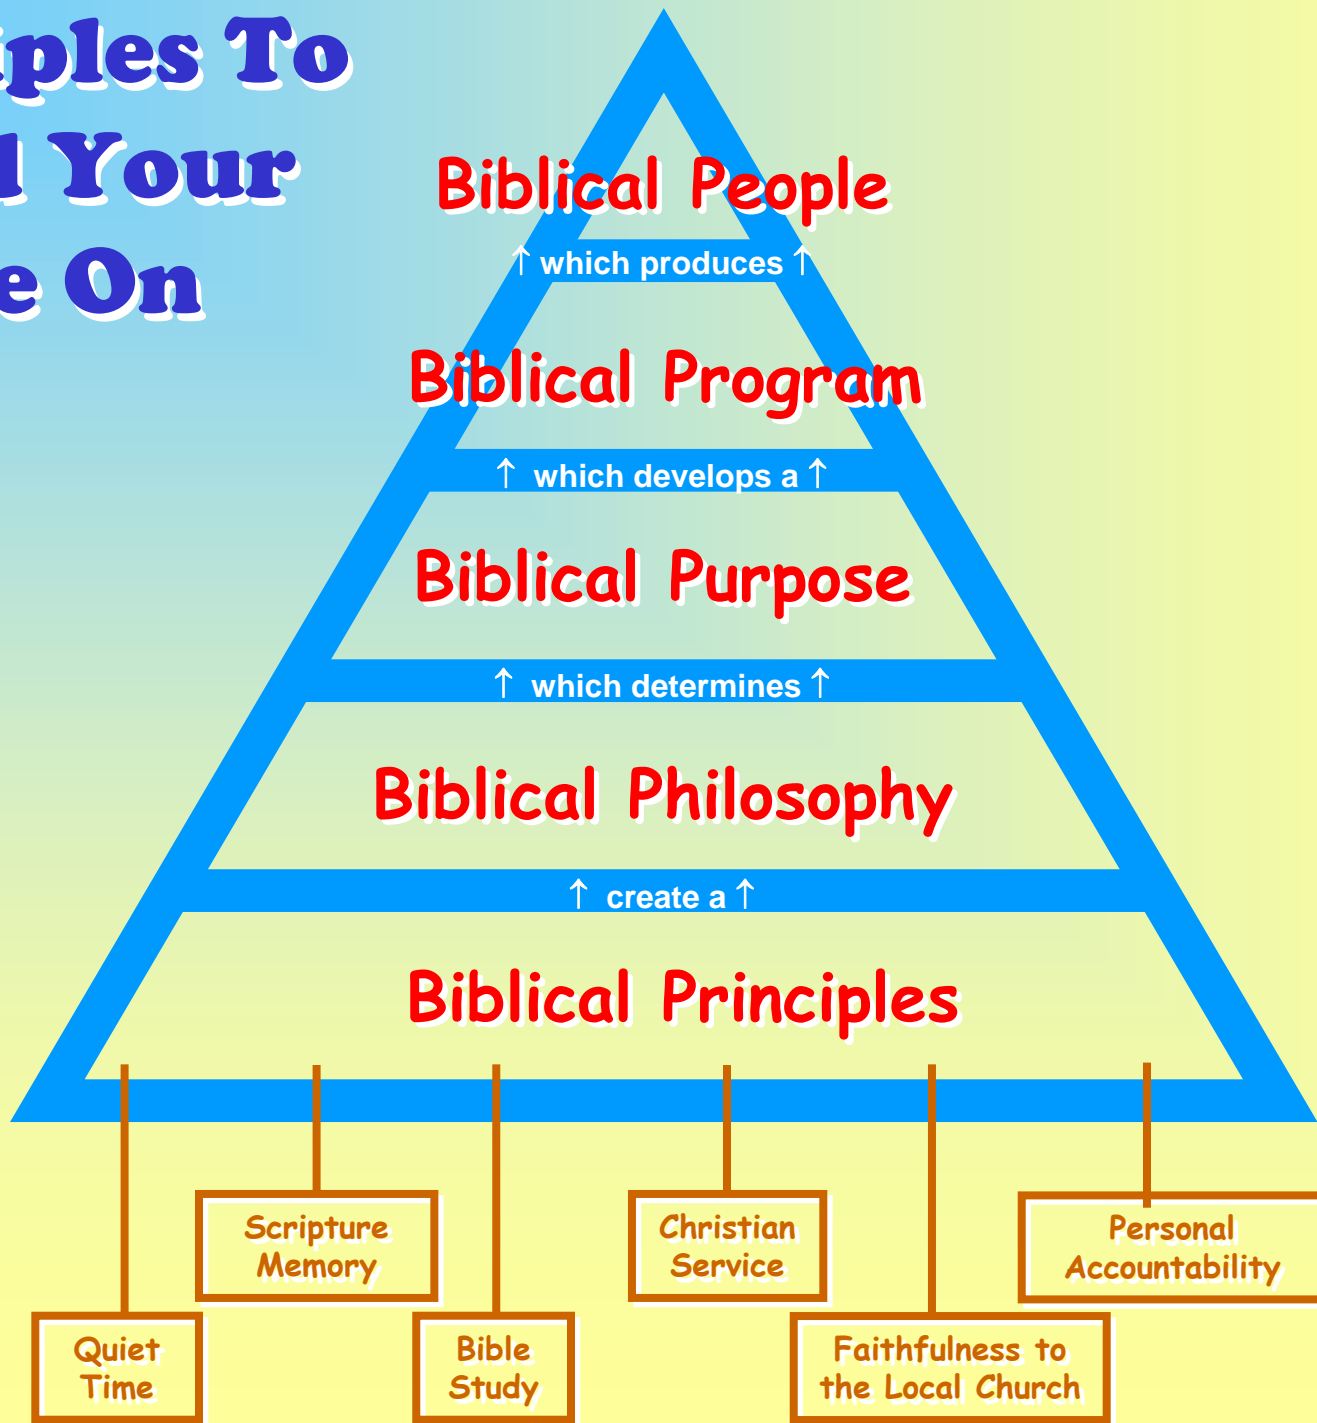 ples To
Your
e On
Biblical People
↑ which produces ↑
Biblical Program
↑ which develops a ↑
Biblical Purpose
↑ which determines ↑
Biblical Philosophy
↑ create a ↑
Biblical Principles
Scripture
Memory
Christian
Service
Personal
Accountability
Quiet
Time
Bible
Study
Faithfulness to
the Local Church